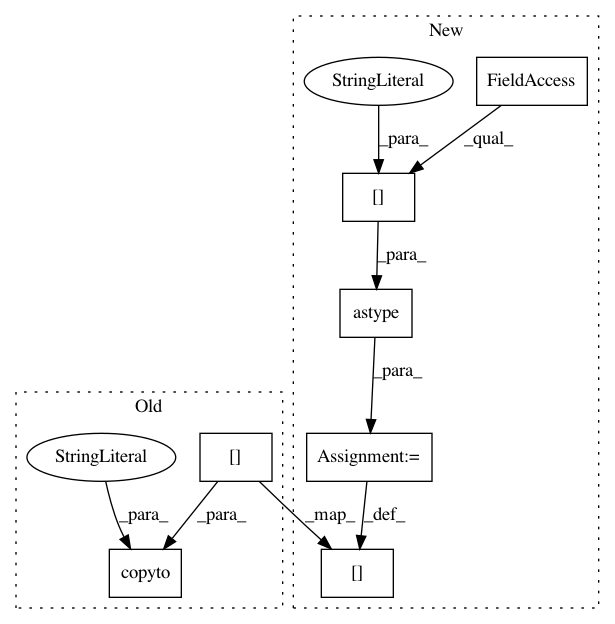 New
StringLiteral
FieldAccess
_para_
_qual_
[]
_para_
astype
_para_
Old
StringLiteral
[]
Assignment:=
_para_
_para_
_map_
_def_
copyto
[]